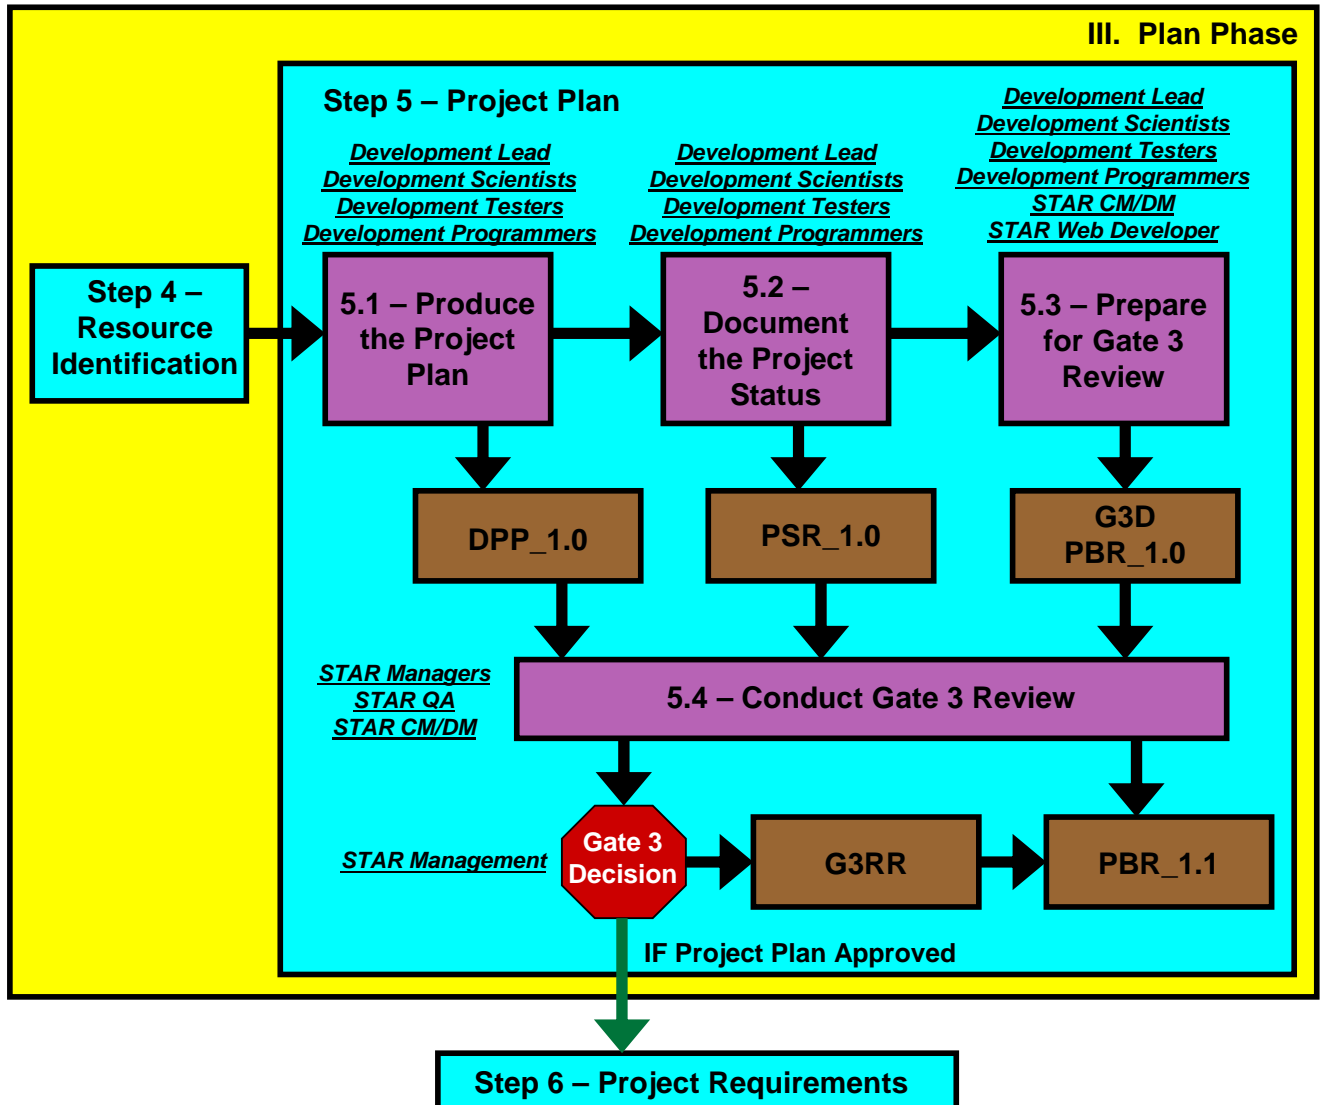 III. Plan Phase
Step 5 – Project Plan
Development Lead
Development Scientists
Development Testers
Development Programmers
Development Lead
Development Scientists
Development Testers
Development Programmers
Development Lead
Development Scientists
Development Testers
Development Programmers
STAR CM/DM
STAR Web Developer
Step 4 –
Resource
Identification
5.1 – Produce
the Project
Plan
5.2 –
Document
the Project
Status
5.3 – Prepare
for Gate 3
Review
DPP_1.0
PSR_1.0
G3D
PBR_1.0
STAR Managers
STAR QA
STAR CM/DM
5.4 – Conduct Gate 3 Review
STAR Management
Gate 3
Decision
G3RR
PBR_1.1
IF Project Plan Approved
Step 6 – Project Requirements